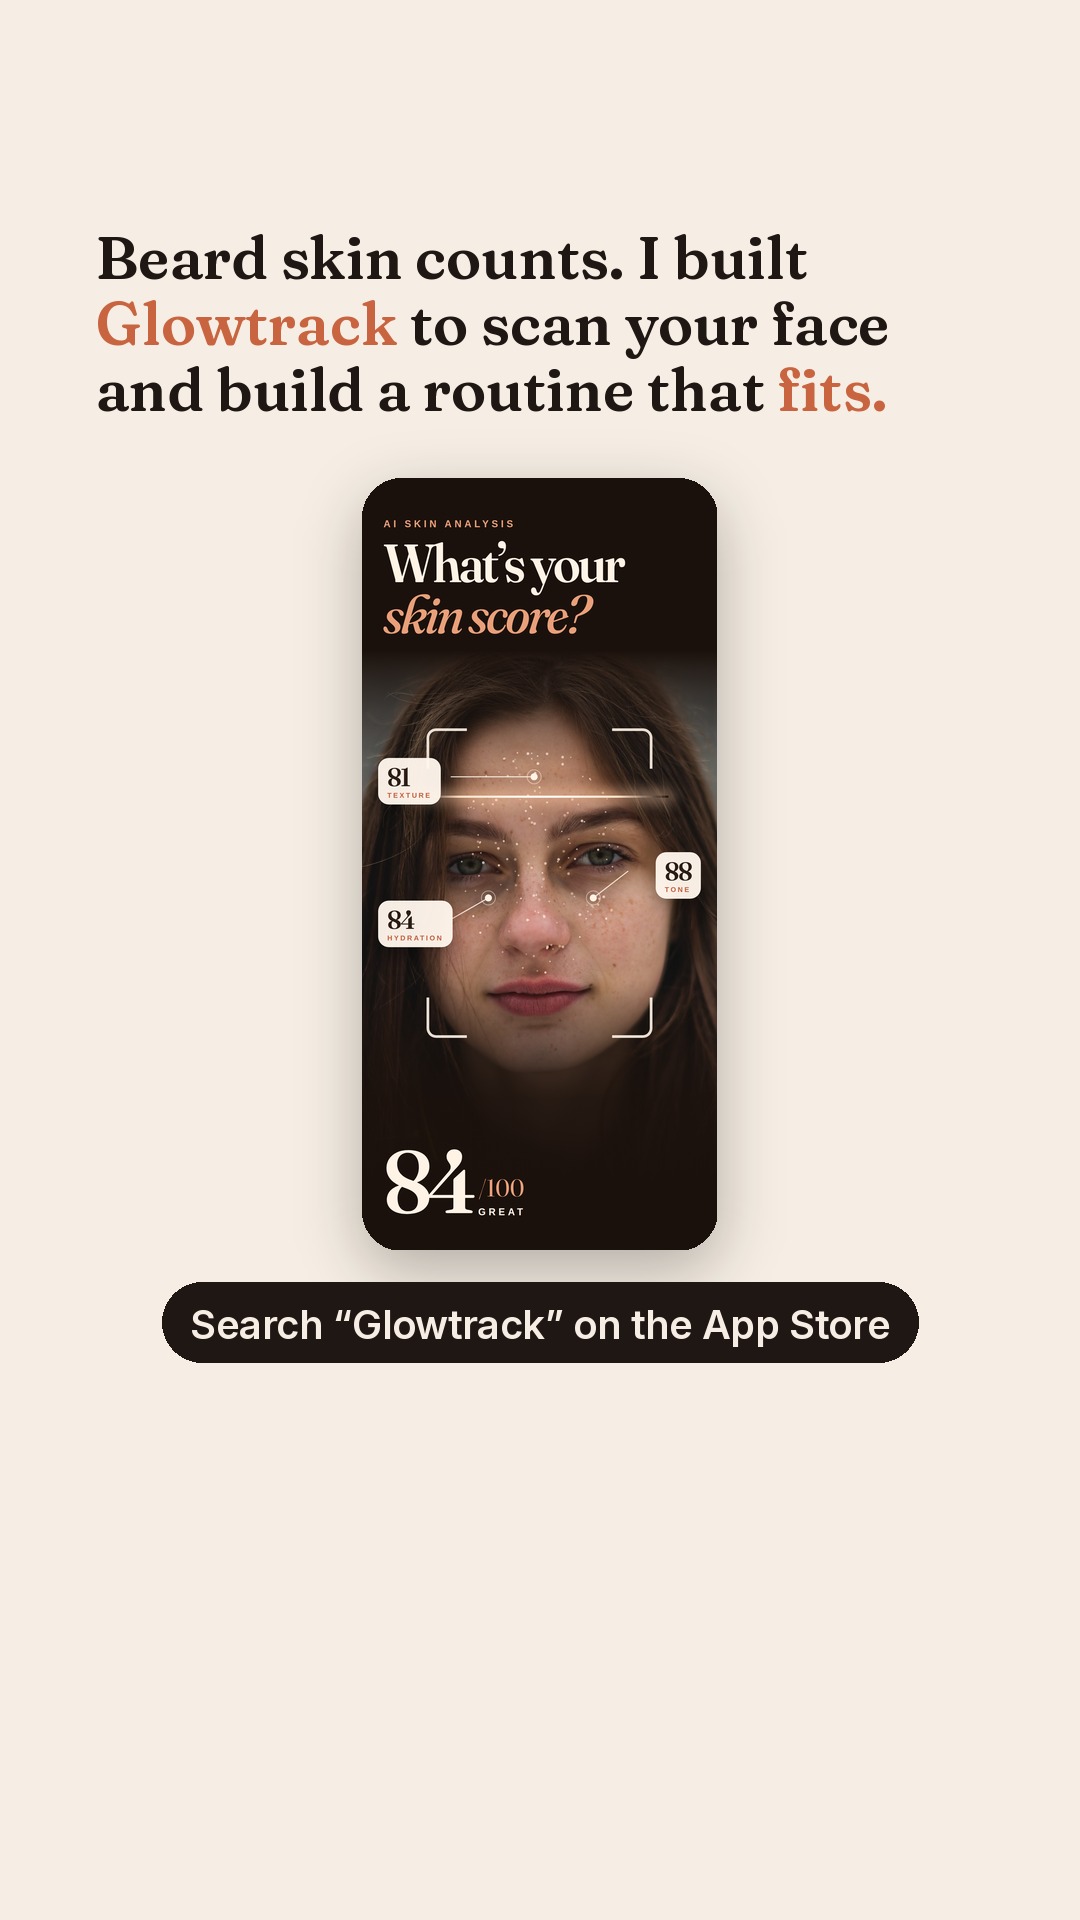 Beard skin counts. I built
Glowtrack to scan your face
and build a routine that fits.
AI SKIN ANALYSIS
What’s your
skin score?
81
TEXTURE
88
TONE
84
HYDRATION
84 /100
GREAT
Search “Glowtrack” on the App Store